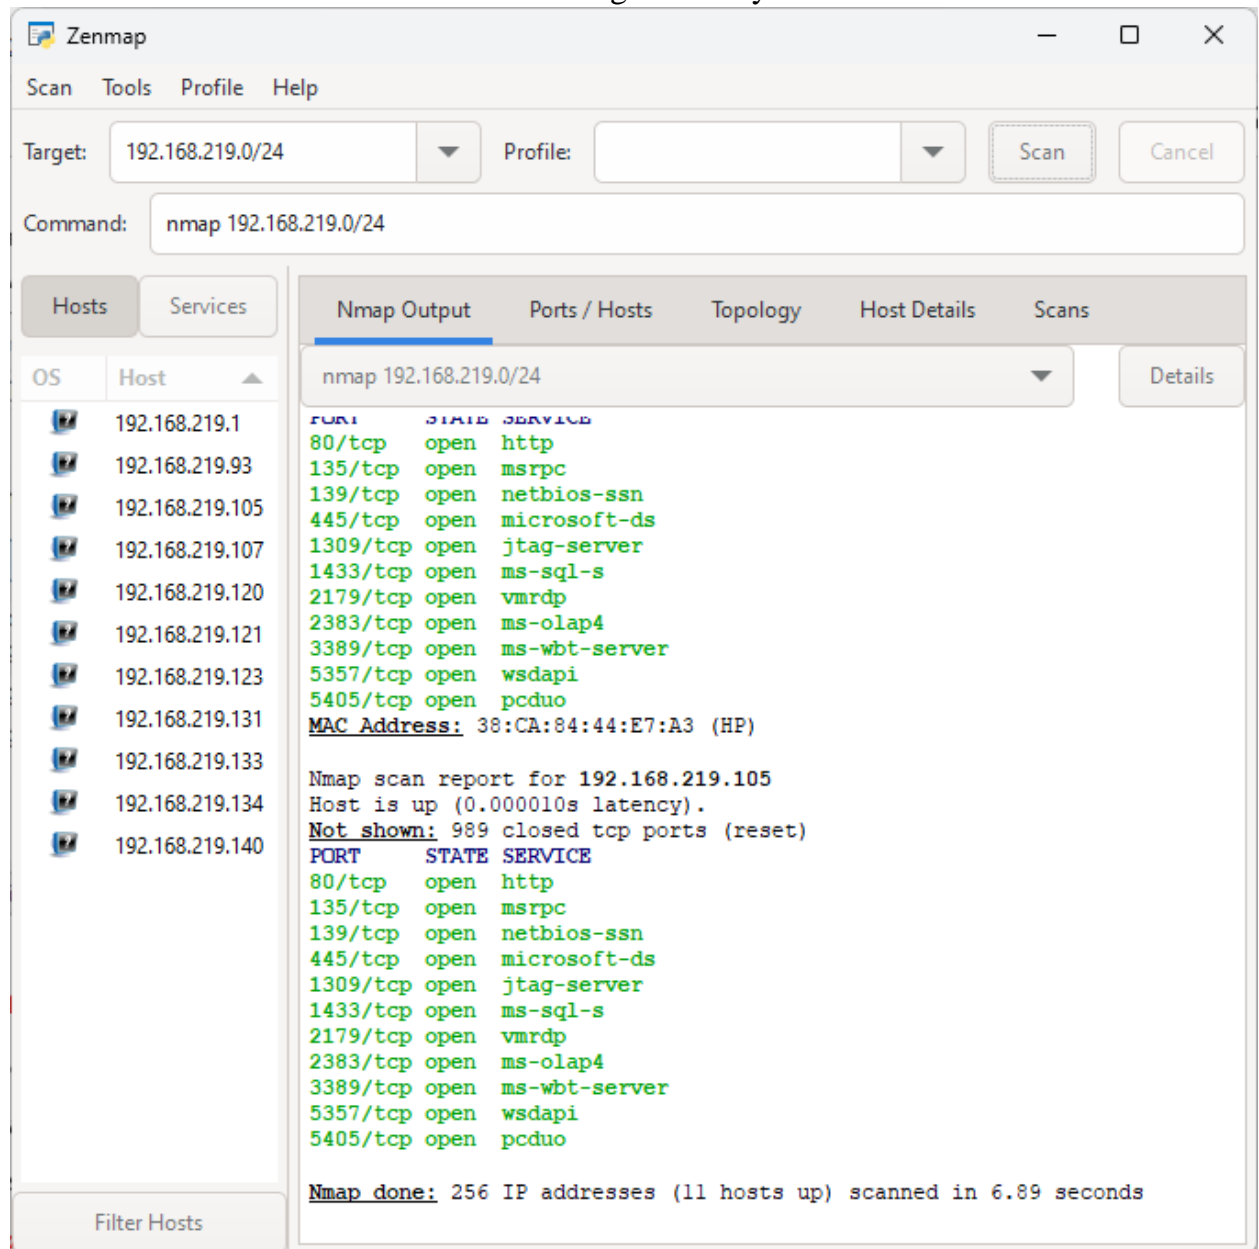 Zenmap
Scan Tools Profile Help
Target: 192.168.219.0/24 Profile: Scan Cancel
Command: nmap 192.168.219.0/24
Hosts Services
Nmap Output Ports / Hosts Topology Host Details Scans
OS Host
nmap 192.168.219.0/24 Details
192.168.219.1
192.168.219.93
192.168.219.105
192.168.219.107
192.168.219.120
192.168.219.121
192.168.219.123
192.168.219.131
192.168.219.133
192.168.219.134
192.168.219.140
Filter Hosts
PORT STATE SERVICE
80/tcp open http
135/tcp open msrpc
139/tcp open netbios-ssn
445/tcp open microsoft-ds
1309/tcp open jtag-server
1433/tcp open ms-sql-s
2179/tcp open vmrdp
2383/tcp open ms-olap4
3389/tcp open ms-wbt-server
5357/tcp open wsdapi
5405/tcp open pcduo
MAC Address: 38:CA:84:44:E7:A3 (HP)
Nmap scan report for 192.168.219.105
Host is up (0.000010s latency).
Not shown: 989 closed tcp ports (reset)
PORT STATE SERVICE
80/tcp open http
135/tcp open msrpc
139/tcp open netbios-ssn
445/tcp open microsoft-ds
1309/tcp open jtag-server
1433/tcp open ms-sql-s
2179/tcp open vmrdp
2383/tcp open ms-olap4
3389/tcp open ms-wbt-server
5357/tcp open wsdapi
5405/tcp open pcduo
Nmap done: 256 IP addresses (11 hosts up) scanned in 6.89 seconds